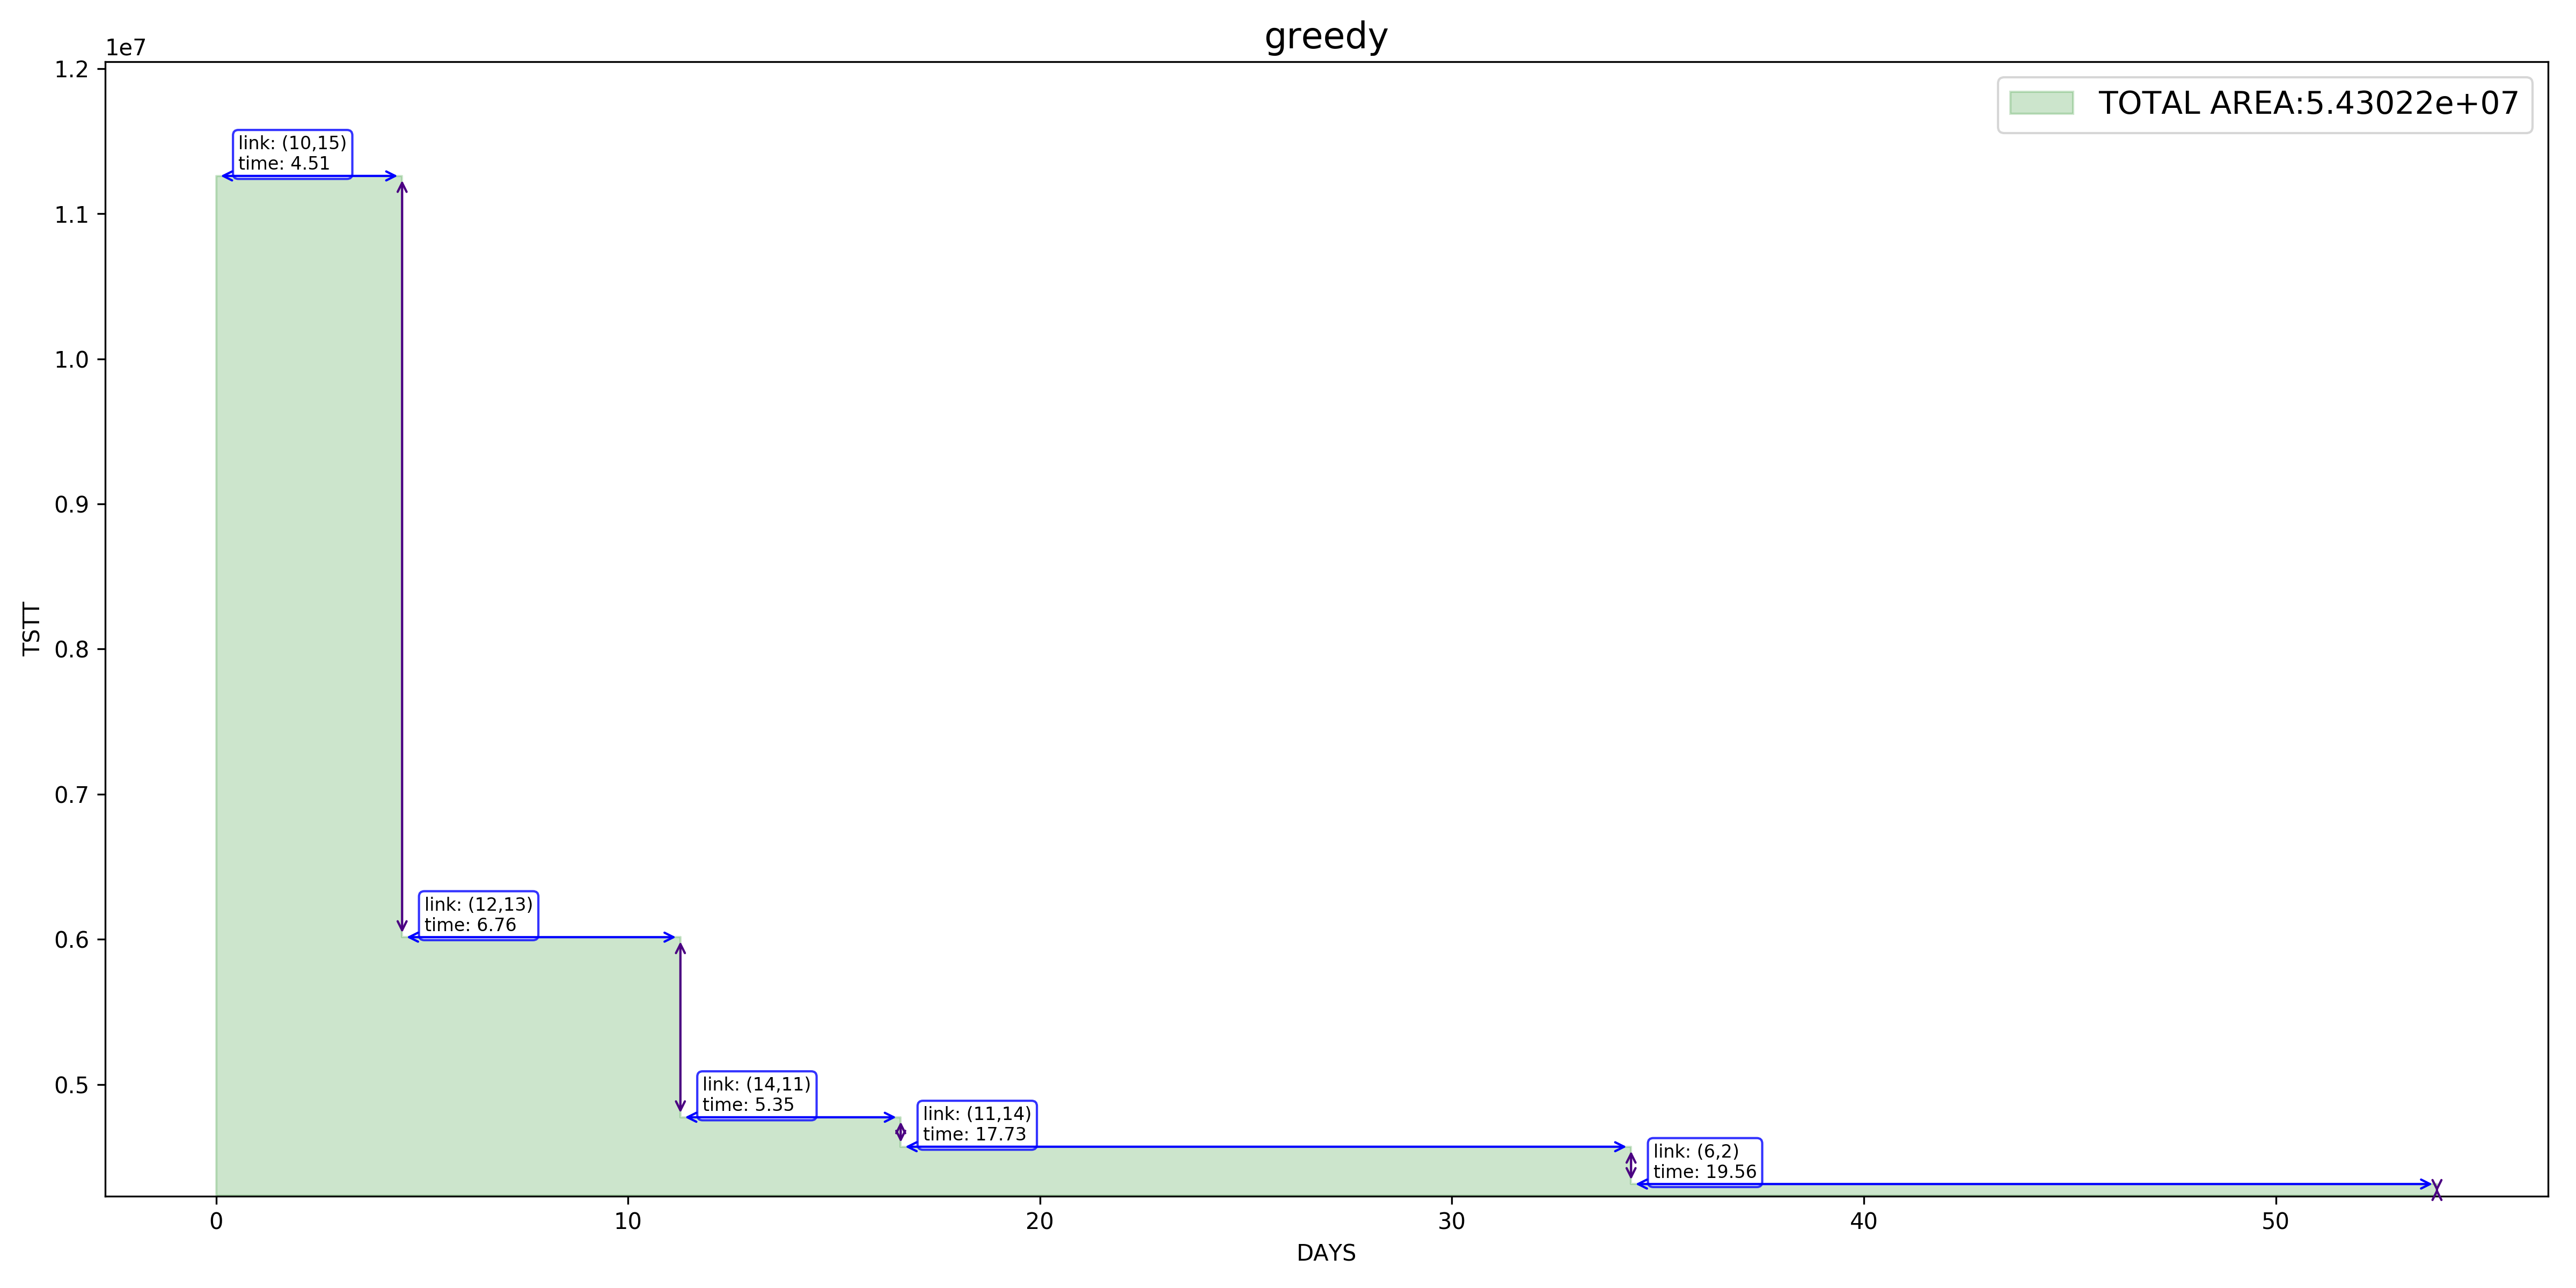 greedy
1e7
1.2
1.1
1.0
0.9
0.8
0.7
0.6
0.5
TSTT
TOTAL AREA:5.43022e+07
link: (10,15)
time: 4.51
link: (12,13)
time: 6.76
link: (14,11)
time: 5.35
link: (11,14)
time: 17.73
link: (6,2)
time: 19.56
0 10 20 30 40 50
DAYS